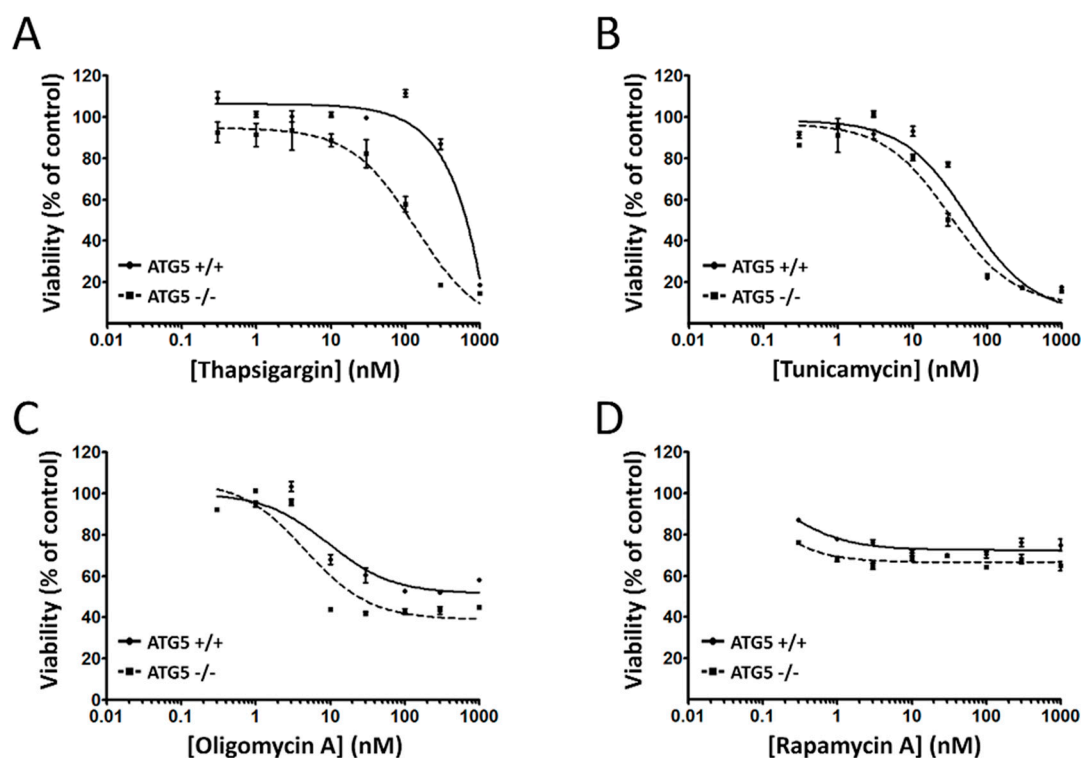 A
Viability (% of control)
120
100
80
60
40
20
ATG5 +/+
ATG5 -/-
0.01 0.1 1 10 100 1000
[Thapsigargin] (nM)
B
Viability (% of control)
120
100
80
60
40
20
ATG5 +/+
ATG5 -/-
0.01 0.1 1 10 100 1000
[Tunicamycin] (nM)
C
Viability (% of control)
120
100
80
60
40
20
0
ATG5 +/+
ATG5 -/-
0.01 0.1 1 10 100 1000
[Oligomycin A] (nM)
D
Viability (% of control)
120
100
80
60
40
20
ATG5 +/+
ATG5 -/-
0.01 0.1 1 10 100 1000
[Rapamycin A] (nM)